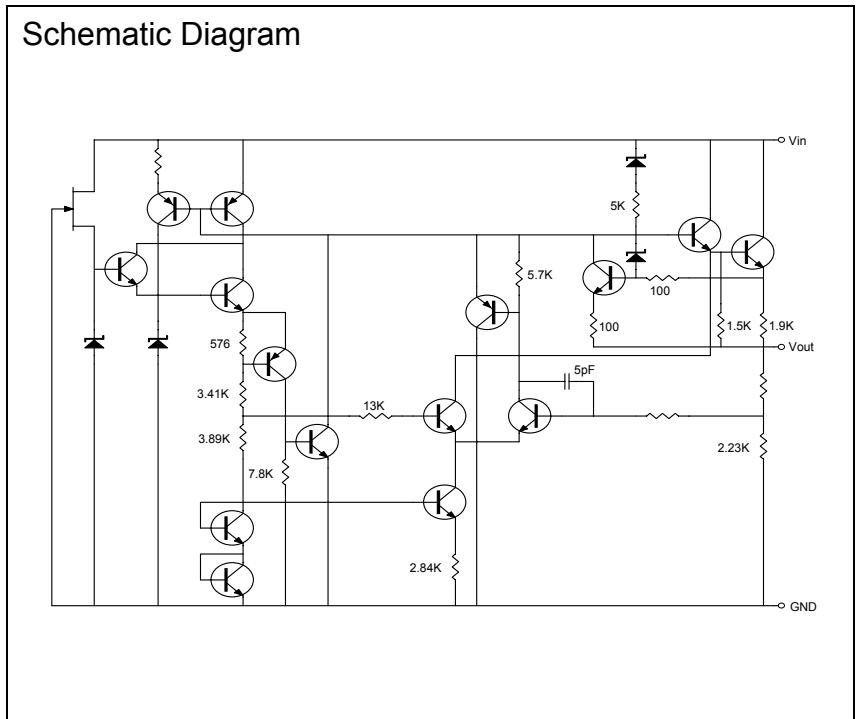 Schematic Diagram
Vin
5K
5.7K
100
100
1.5K
1.9K
Vout
576
5pF
3.41K
13K
3.89K
2.23K
7.8K
2.84K
GND